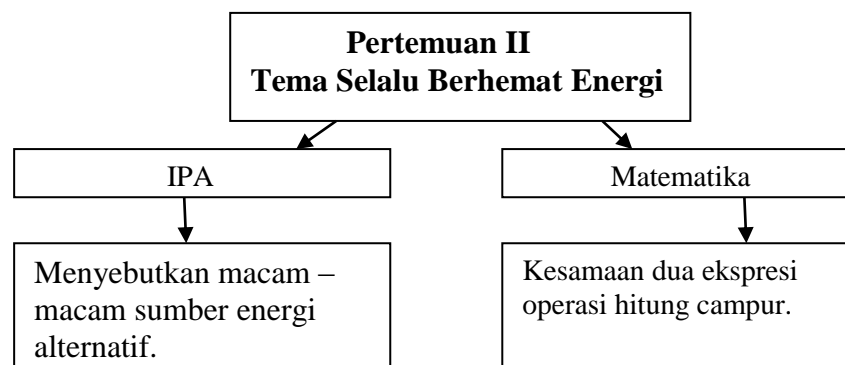 Pertemuan II
Tema Selalu Berhemat Energi
IPA
Matematika
Menyebutkan macam –
macam sumber energi
alternatif.
Kesamaan dua ekspresi
operasi hitung campur.